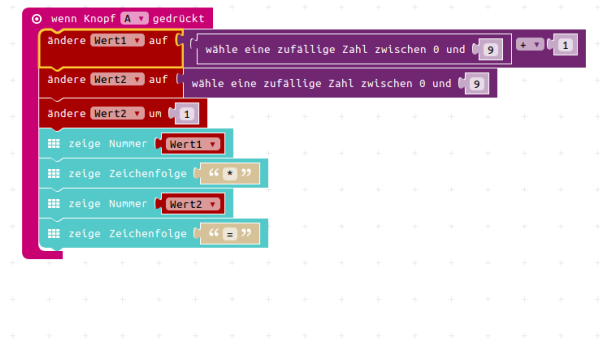 wenn Knopf A ▼ gedrückt
ändere Wert1 ▼ auf wähle eine zufällige Zahl zwischen 0 und 9 + ▼ 1
ändere Wert2 ▼ auf wähle eine zufällige Zahl zwischen 0 und 9
ändere Wert2 ▼ um 1
zeige Nummer Wert1 ▼
zeige Zeichenfolge “ * ”
zeige Nummer Wert2 ▼
zeige Zeichenfolge “ = ”